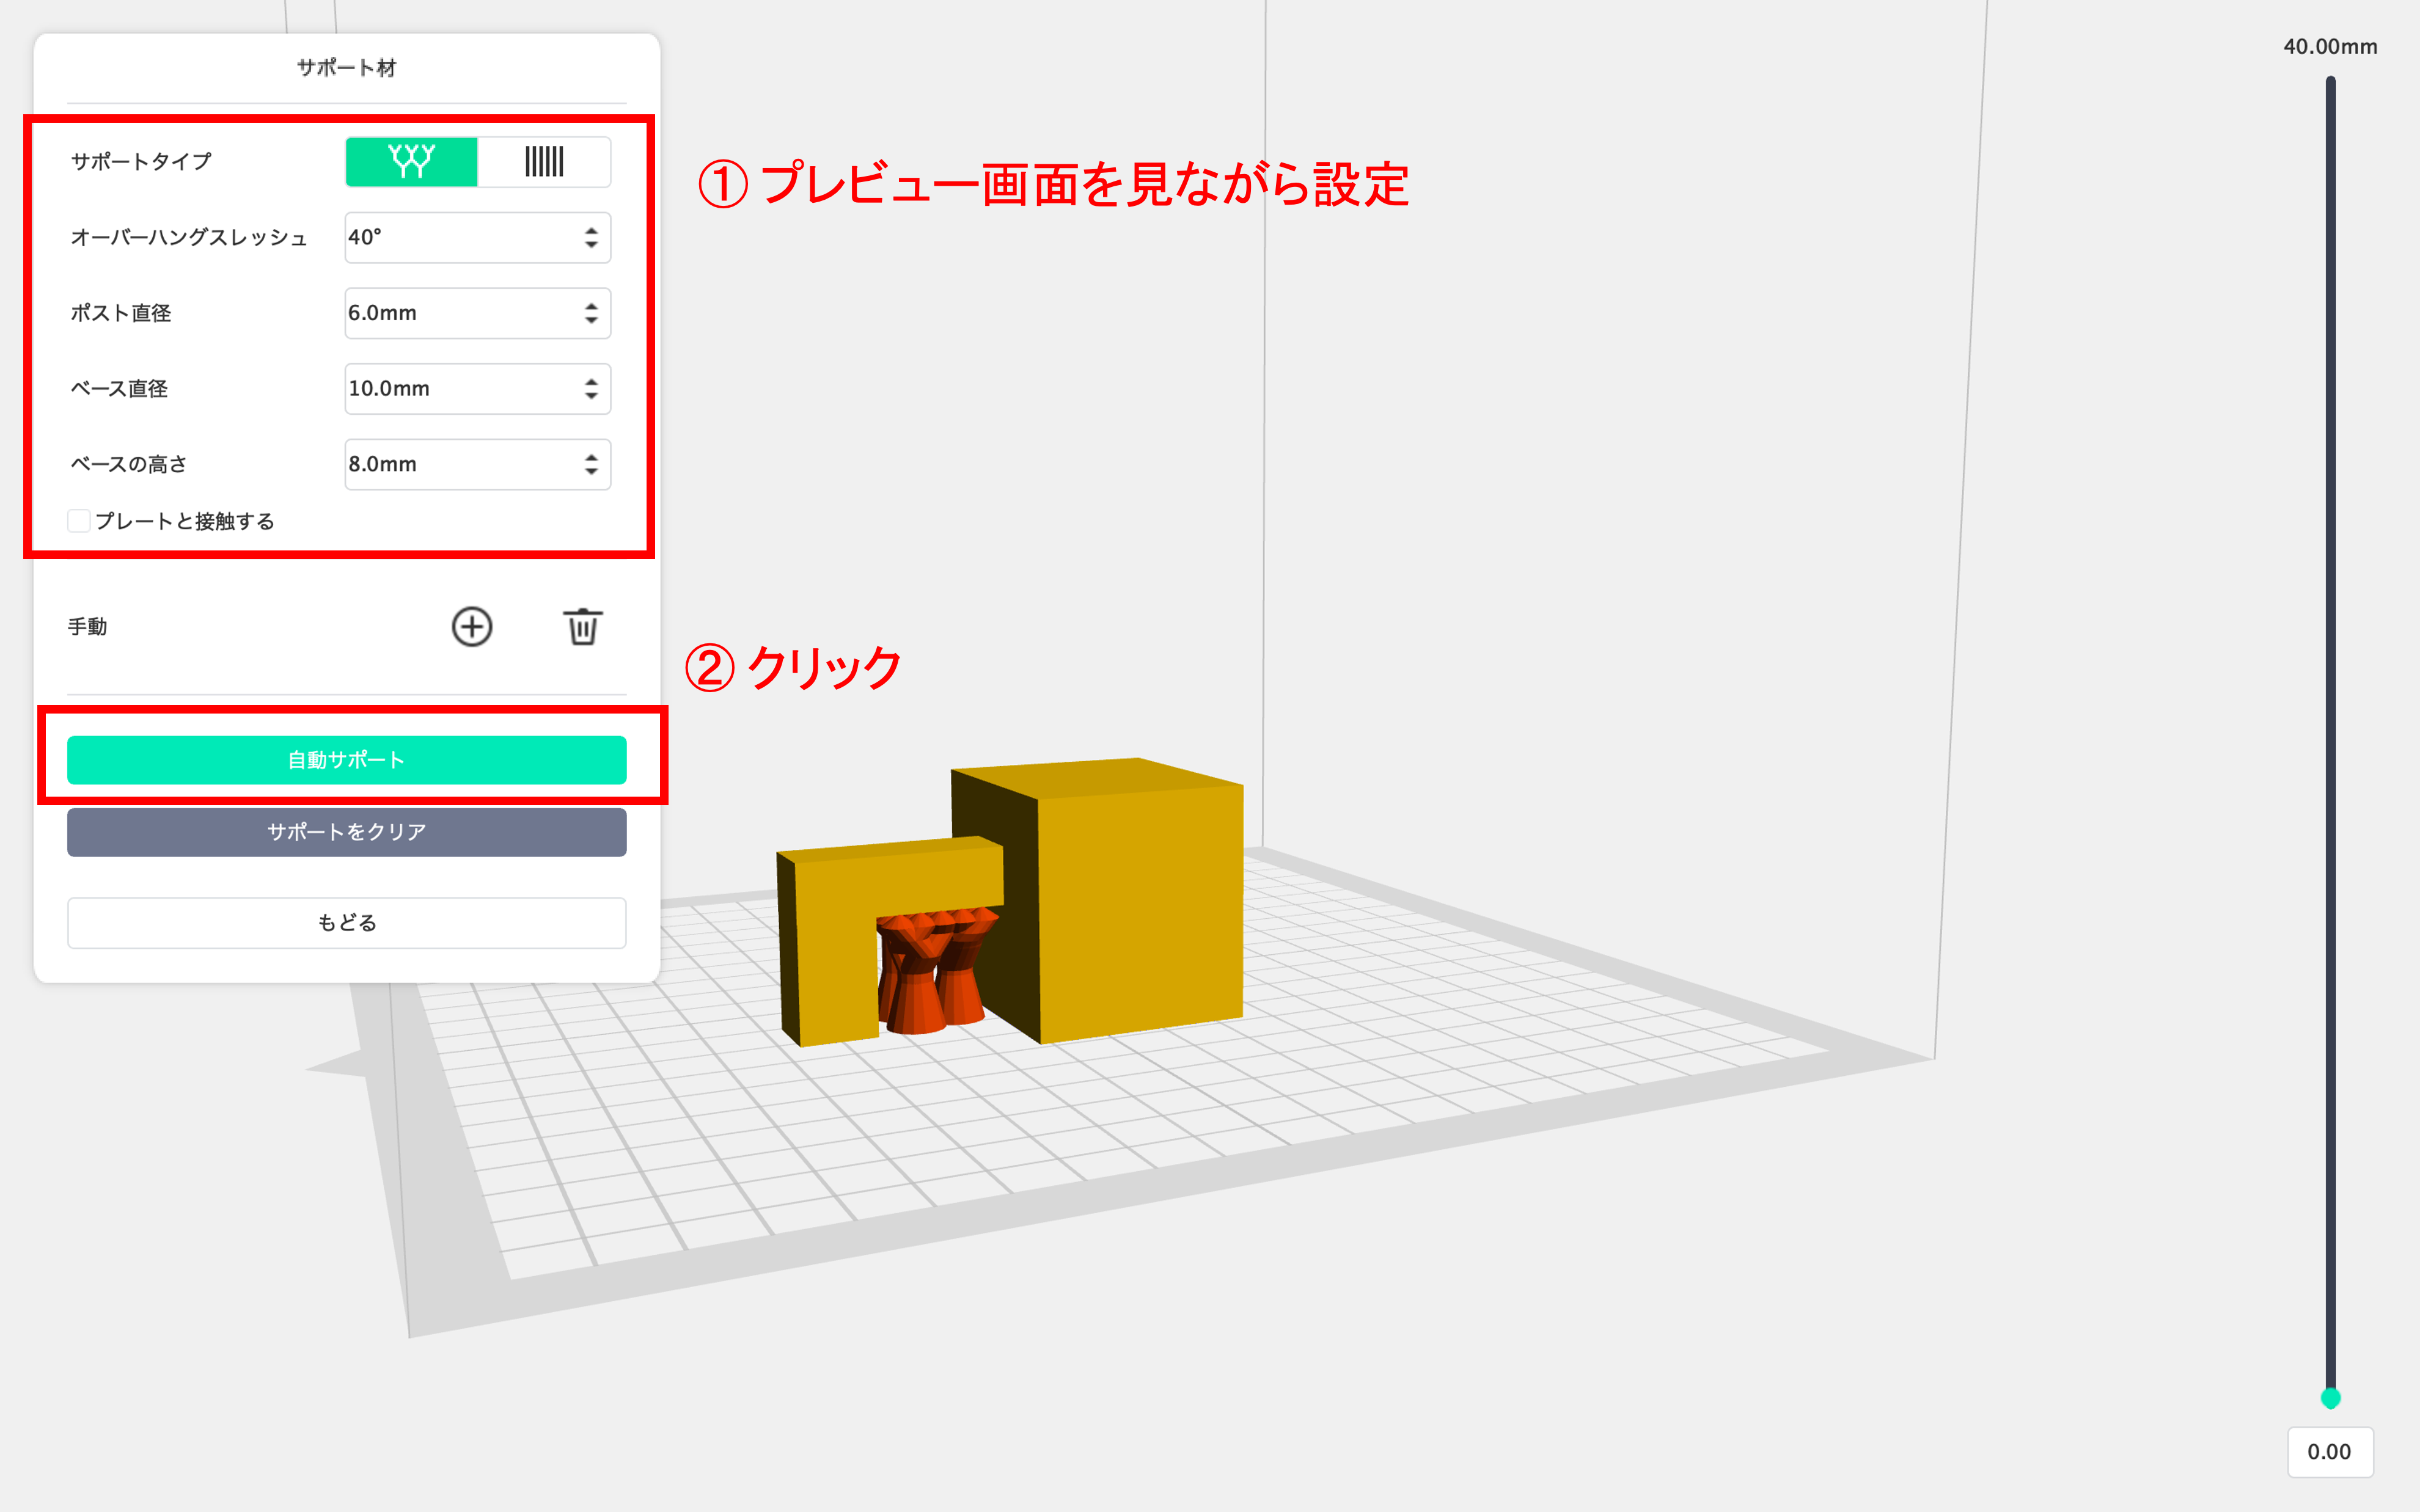 サポート材
40.00mm
サポートタイプ
① プレビュー画面を見ながら設定
オーバーハングスレッシュ 40°
ポスト直径 6.0mm
ベース直径 10.0mm
ベースの高さ 8.0mm
プレートと接触する
手動
② クリック
自動サポート
サポートをクリア
もどる
0.00